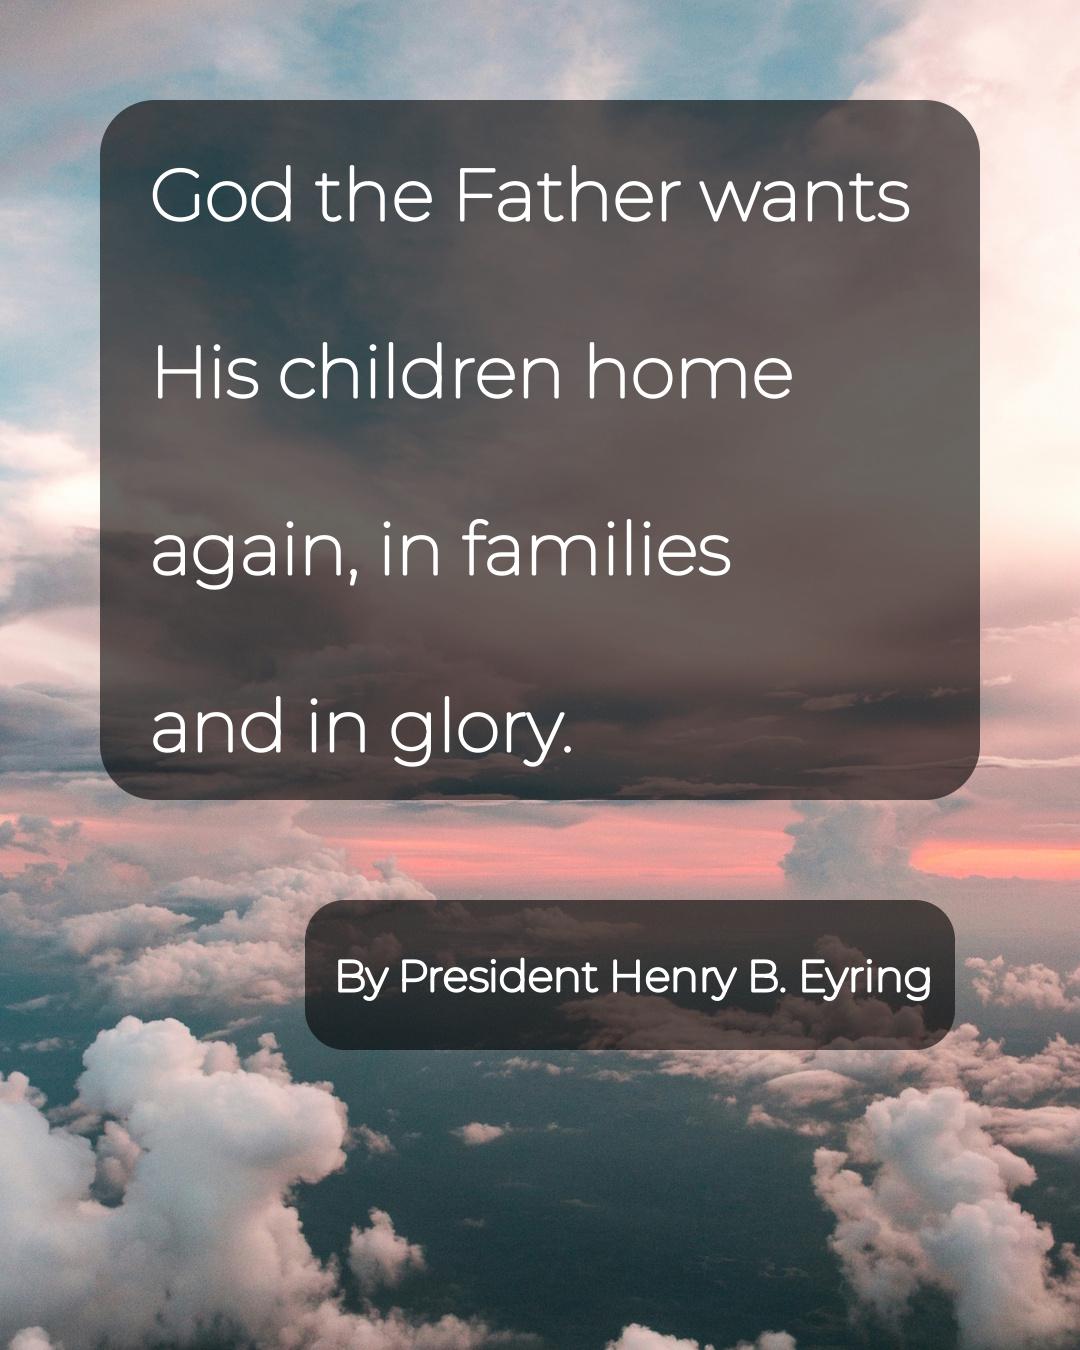 God the Father wants
His children home
again, in families
and in glory.
By President Henry B. Eyring